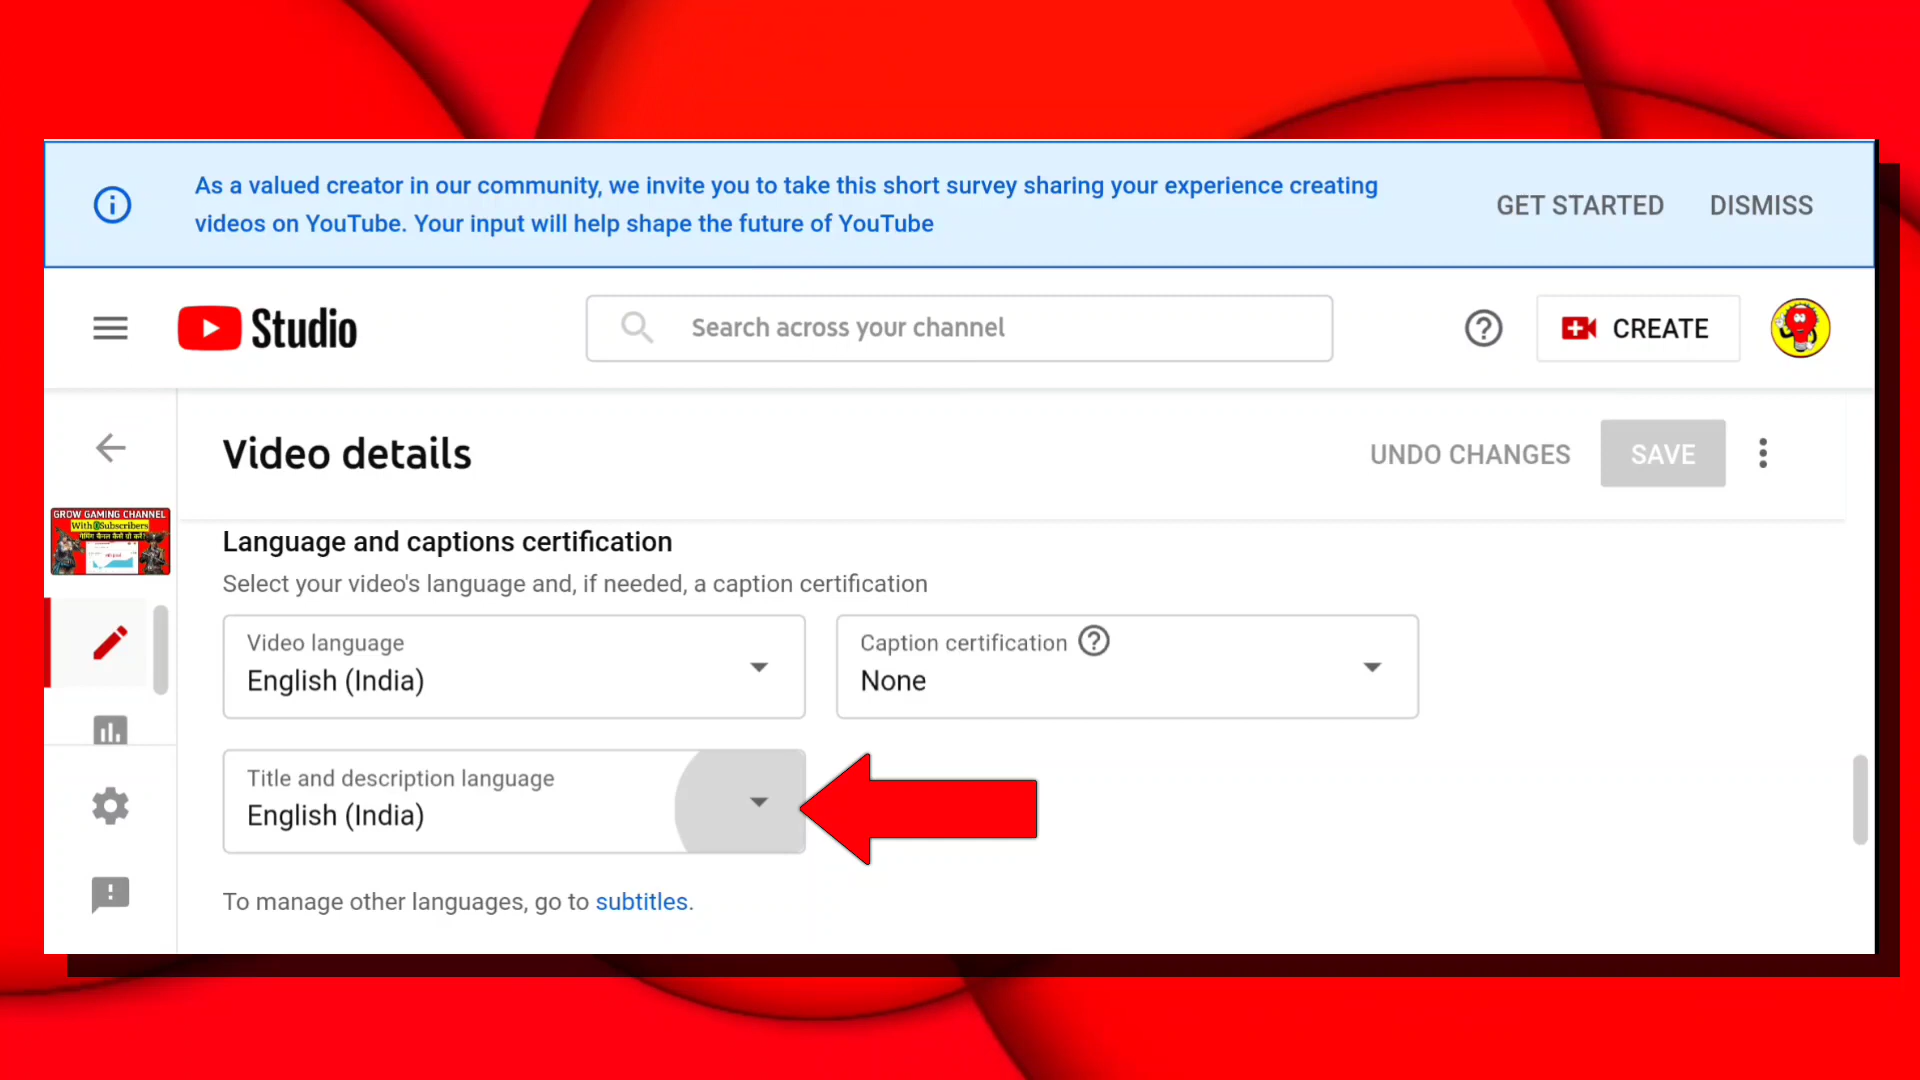 As a valued creator in our community, we invite you to take this short survey sharing your experience creating
videos on YouTube. Your input will help shape the future of YouTube
GET STARTED
DISMISS
Studio
Search across your channel
CREATE
Video details
UNDO CHANGES
SAVE
GROW GAMING CHANNEL
With 0 Subscribers
Language and captions certification
Select your video's language and, if needed, a caption certification
Video language
English (India)
Caption certification
None
Title and description language
English (India)
To manage other languages, go to subtitles.